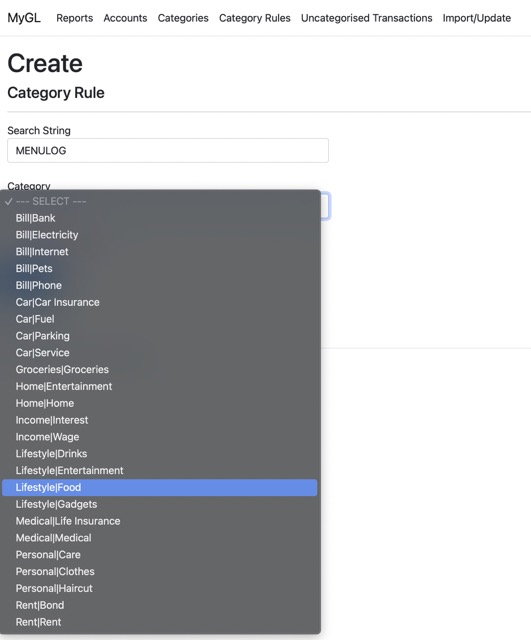 MyGL Reports Accounts Categories Category Rules Uncategorised Transactions Import/Update
Create
Category Rule
Search String
MENULOG
Category
✓ --- SELECT ---
Bill|Bank
Bill|Electricity
Bill|Internet
Bill|Pets
Bill|Phone
Car|Car Insurance
Car|Fuel
Car|Parking
Car|Service
Groceries|Groceries
Home|Entertainment
Home|Home
Income|Interest
Income|Wage
Lifestyle|Drinks
Lifestyle|Entertainment
Lifestyle|Food
Lifestyle|Gadgets
Medical|Life Insurance
Medical|Medical
Personal|Care
Personal|Clothes
Personal|Haircut
Rent|Bond
Rent|Rent